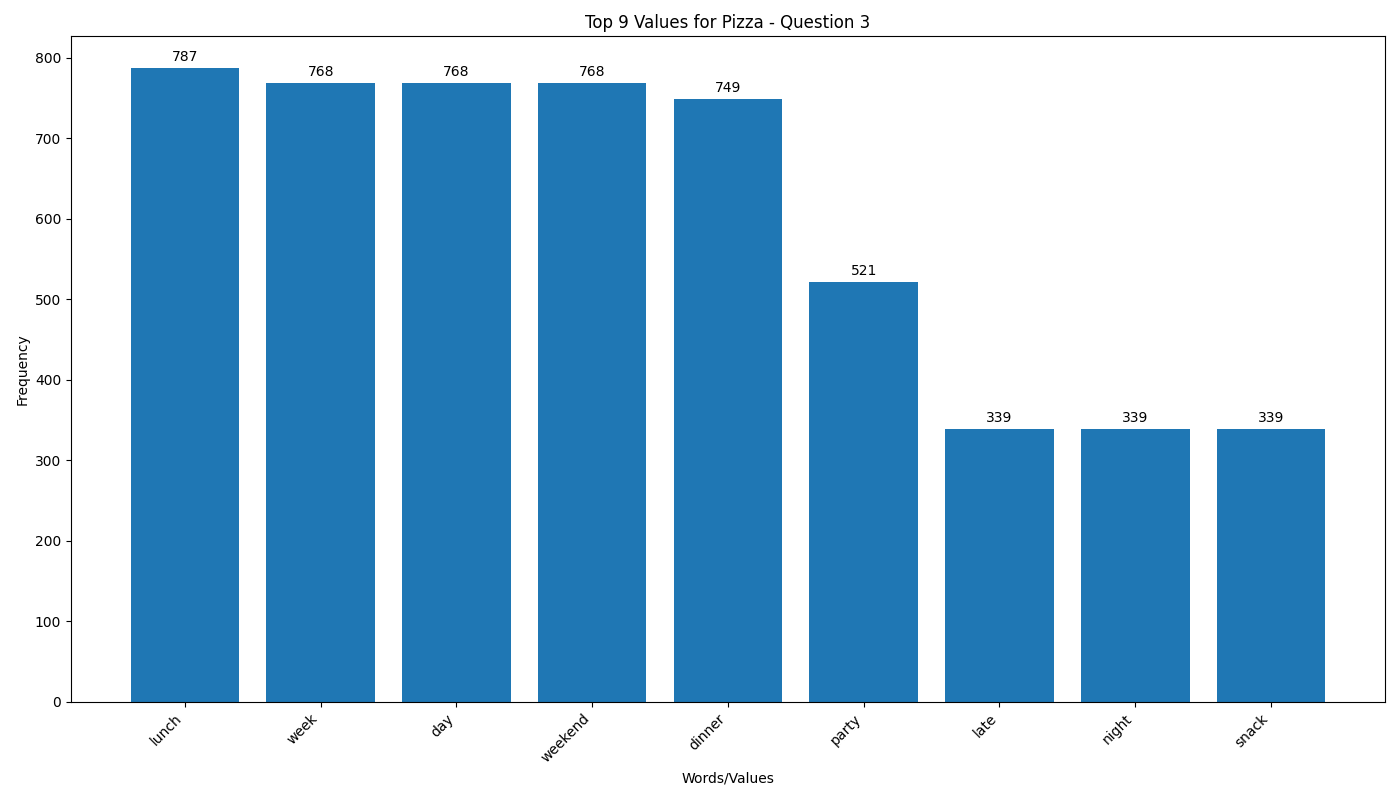 Top 9 Values for Pizza - Question 3
800
700
600
500
400
300
200
100
0
Frequency
787
768
768
768
749
521
339
339
339
lunch
week
day
weekend
dinner
party
late
night
snack
Words/Values